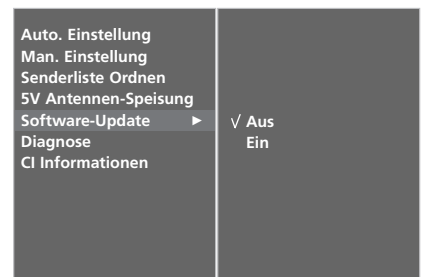 Auto. Einstellung
Man. Einstellung
Senderliste Ordnen
5V Antennen-Speisung
Software-Update ►
Diagnose
CI Informationen
√ Aus
Ein